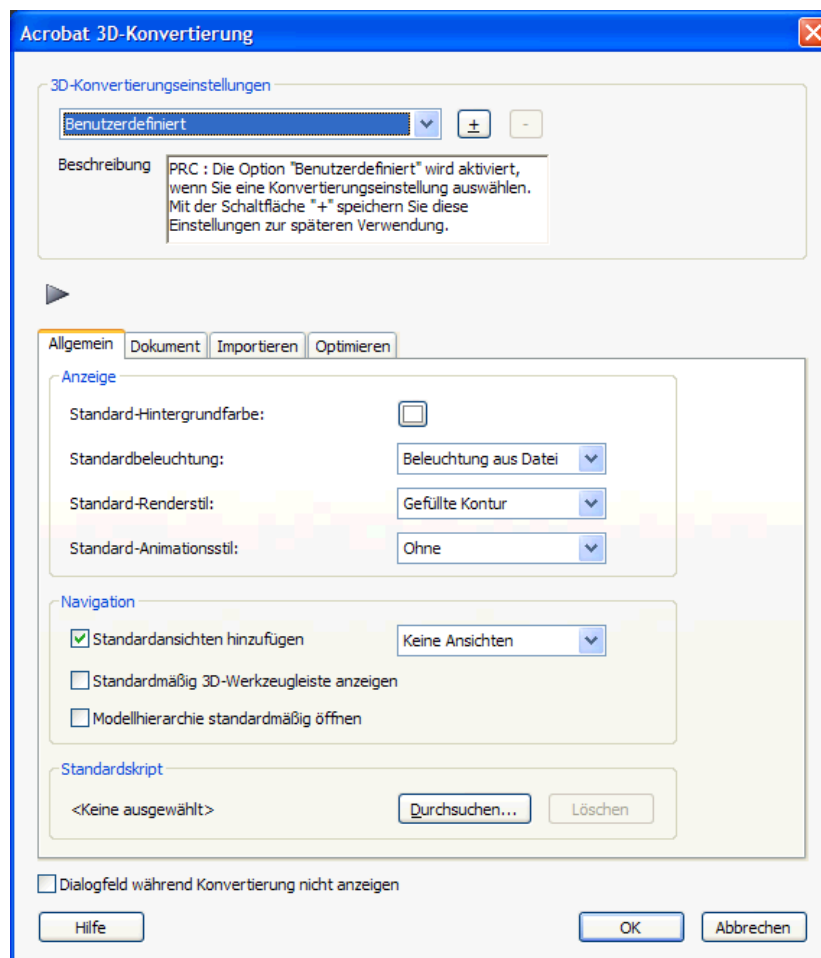 Acrobat 3D-Konvertierung
3D-Konvertierungseinstellungen
Benutzerdefiniert
+
-
Beschreibung
PRC : Die Option "Benutzerdefiniert" wird aktiviert,
wenn Sie eine Konvertierungseinstellung auswählen.
Mit der Schaltfläche "+" speichern Sie diese
Einstellungen zur späteren Verwendung.
Allgemein Dokument Importieren Optimieren
Anzeige
Standard-Hintergrundfarbe:
Standardbeleuchtung: Beleuchtung aus Datei
Standard-Renderstil: Gefüllte Kontur
Standard-Animationsstil: Ohne
Navigation
Standardansichten hinzufügen Keine Ansichten
Standardmäßig 3D-Werkzeugleiste anzeigen
Modellhierarchie standardmäßig öffnen
Standardskript
<Keine ausgewählt> Durchsuchen... Löschen
Dialogfeld während Konvertierung nicht anzeigen
Hilfe OK Abbrechen